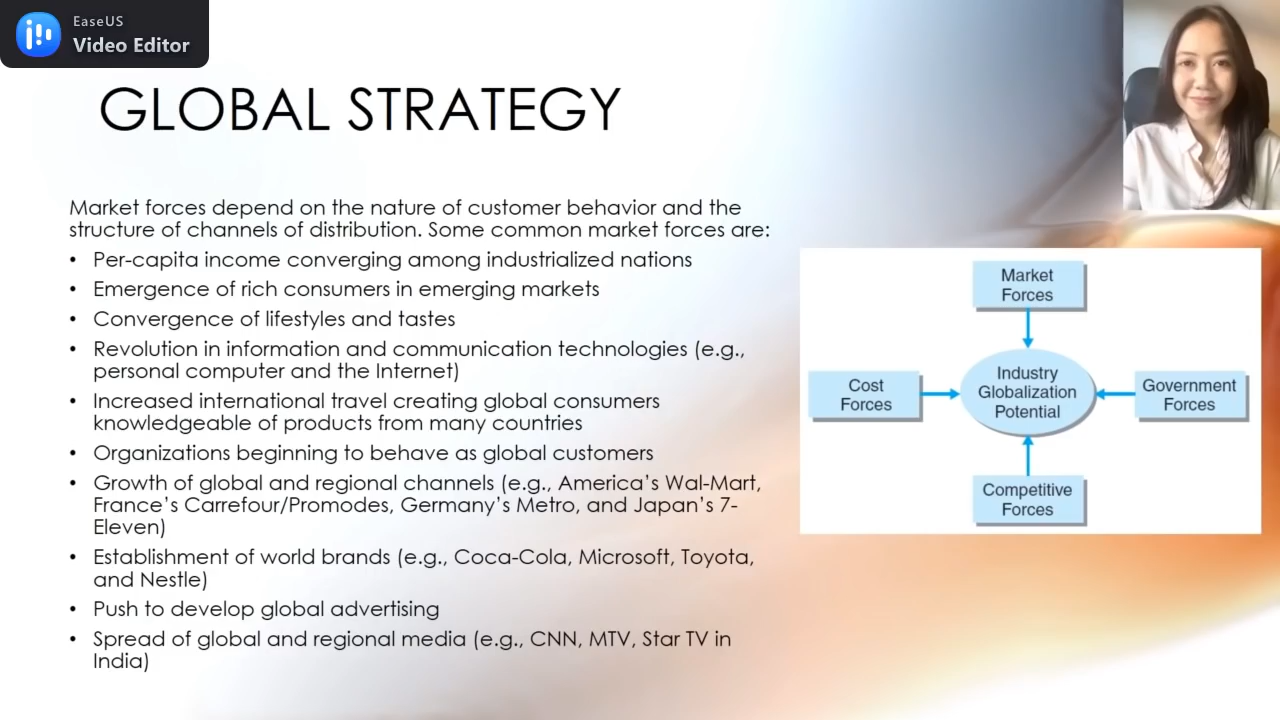 EaseUS
Video Editor
GLOBAL STRATEGY
Market forces depend on the nature of customer behavior and the
structure of channels of distribution. Some common market forces are:
• Per-capita income converging among industrialized nations
• Emergence of rich consumers in emerging markets
• Convergence of lifestyles and tastes
• Revolution in information and communication technologies (e.g.,
personal computer and the Internet)
• Increased international travel creating global consumers
knowledgeable of products from many countries
• Organizations beginning to behave as global customers
• Growth of global and regional channels (e.g., America's Wal-Mart,
France's Carrefour/Promodes, Germany's Metro, and Japan's 7-
Eleven)
• Establishment of world brands (e.g., Coca-Cola, Microsoft, Toyota,
and Nestle)
• Push to develop global advertising
• Spread of global and regional media (e.g., CNN, MTV, Star TV in
India)
Market
Forces
Cost
Forces
Industry
Globalization
Potential
Government
Forces
Competitive
Forces